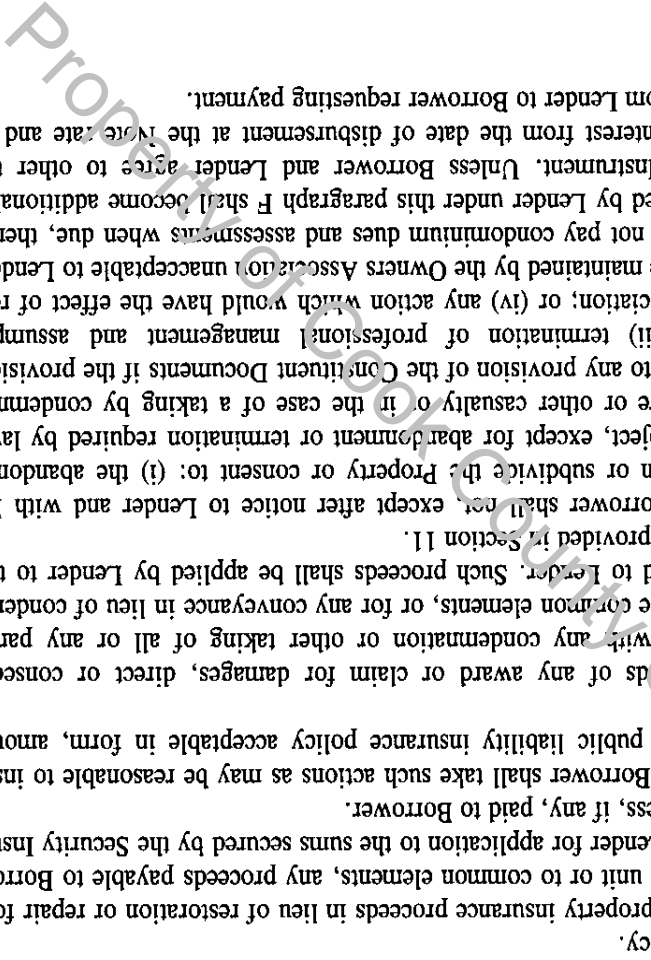 cy.
property insurance proceeds in lieu of restoration or repair fo
unit or to common elements, any proceeds payable to Borro
Lender for application to the sums secured by the Security Ins
ess, if any, paid to Borrower.
Borrower shall take such actions as may be reasonable to ins
public liability insurance policy acceptable in form, amou
ds of any award or claim for damages, direct or conse
with any condemnation or other taking of all or any par
e common elements, or for any conveyance in lieu of conde
d to Lender. Such proceeds shall be applied by Lender to t
provided in Section 11.
orrower shall not, except after notice to Lender and with
n or subdivide the Property or consent to: (i) the abandon
ject, except for abandonment or termination required by la
re or other casualty or in the case of a taking by condemn
to any provision of the Constituent Documents if the provisi
ii) termination of professional management and assump
ciation; or (iv) any action which would have the effect of r
e maintained by the Owners Association unacceptable to Lende
not pay condominium dues and assessments when due, then
ed by Lender under this paragraph F shall become additiona
Instrument. Unless Borrower and Lender agree to other t
nterest from the date of disbursement at the Note rate and
om Lender to Borrower requesting payment.
Property of Cook County C